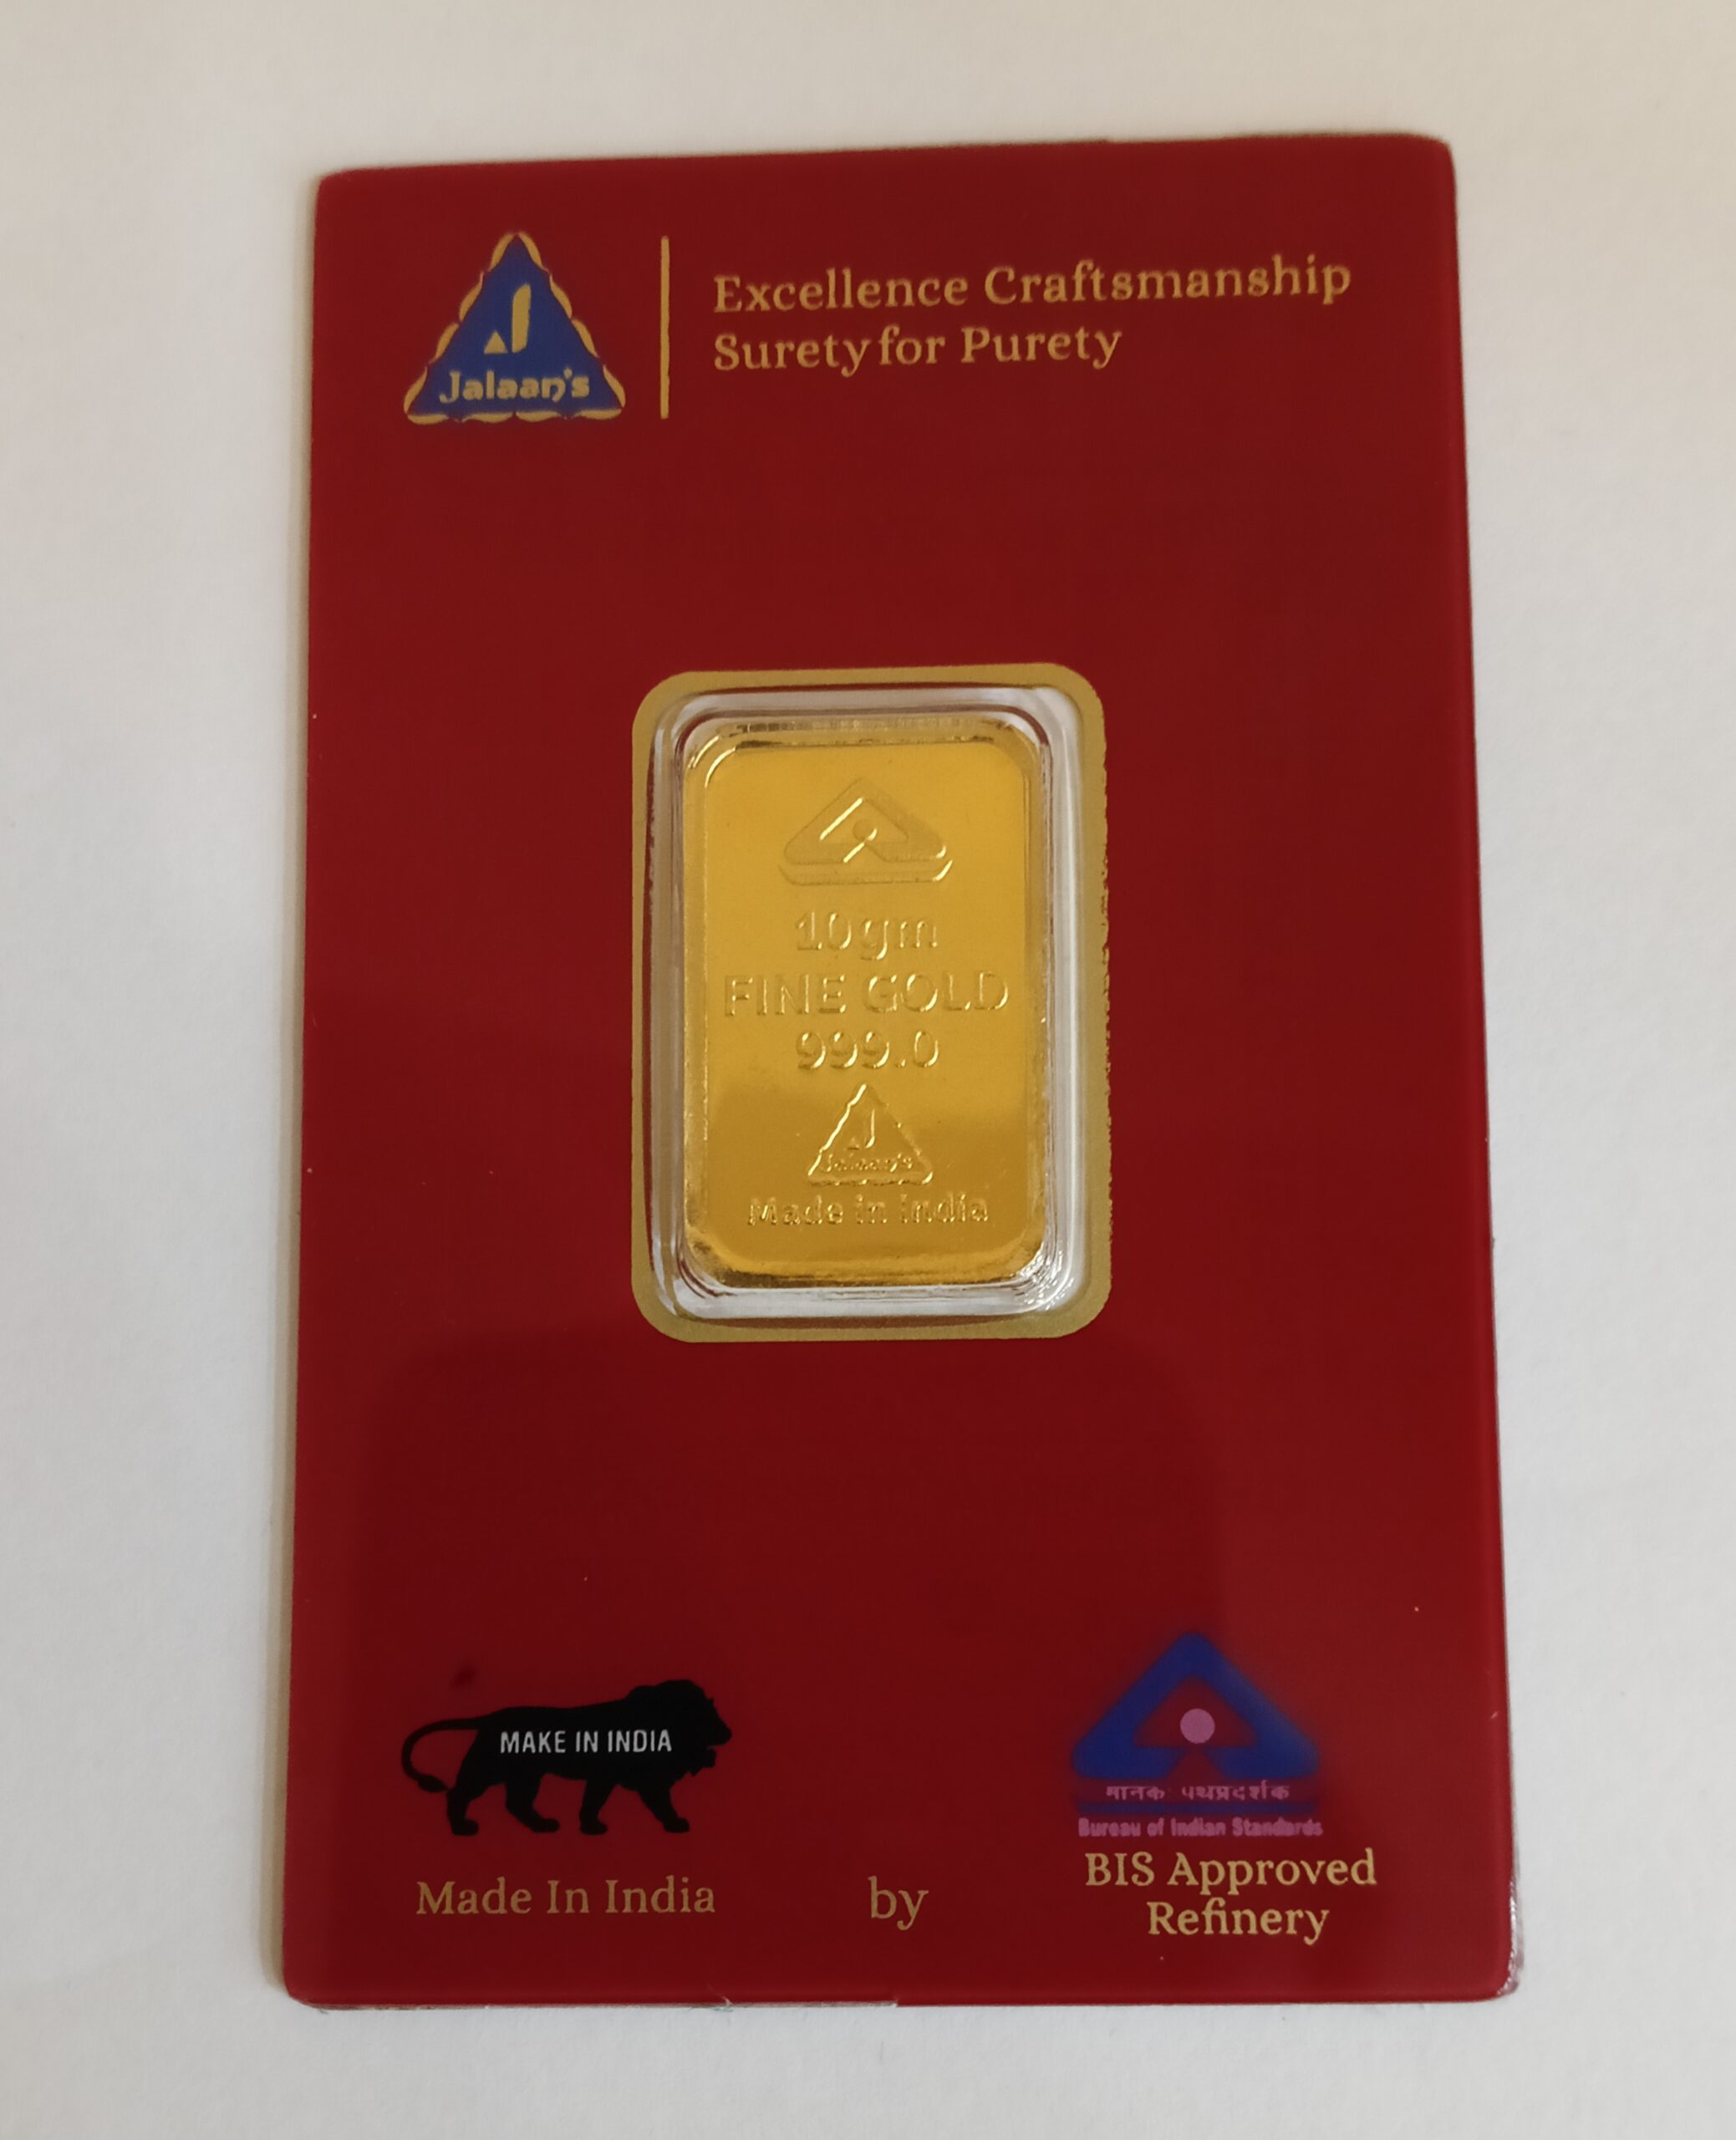 J
Jalaan's
Excellence Craftsmanship
Surety for Purety
10gm
FINE GOLD
999.0
J
Jalaan's
Made in India
MAKE IN INDIA
Made In India
by
मानक पथप्रदर्शक
Bureau of Indian Standards
BIS Approved
Refinery